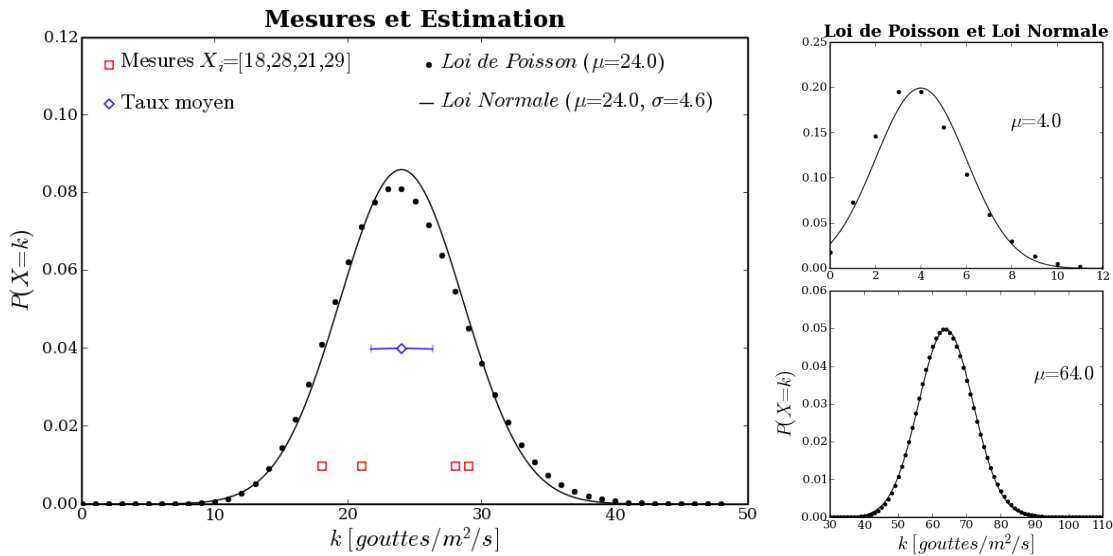 Mesures et Estimation
Mesures X_i=[18,28,21,29]
Taux moyen
Loi de Poisson (μ=24.0)
Loi Normale (μ=24.0, σ=4.6)
P(X=k)
0.12
0.10
0.08
0.06
0.04
0.02
0.00
0 10 20 30 40 50
k [gouttes/m²/s]
Loi de Poisson et Loi Normale
0.25
0.20
0.15
0.10
0.05
0.00
μ=4.0
0 2 4 6 8 10 12
P(X=k)
0.06
0.05
0.04
0.03
0.02
0.01
0.00
μ=64.0
30 40 50 60 70 80 90 100 110
k [gouttes/m²/s]